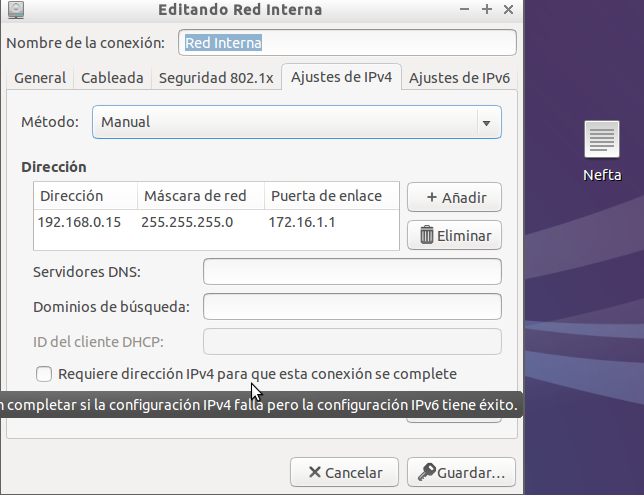 Editando Red Interna
Nombre de la conexión: Red Interna
General Cableada Seguridad 802.1x Ajustes de IPv4 Ajustes de IPv6
Método: Manual
Dirección
Dirección Máscara de red Puerta de enlace
192.168.0.15 255.255.255.0 172.16.1.1
Añadir
Eliminar
Servidores DNS:
Dominios de búsqueda:
ID del cliente DHCP:
Requiere dirección IPv4 para que esta conexión se complete
completar si la configuración IPv4 falla pero la configuración IPv6 tiene éxito.
Cancelar Guardar...
Nefta